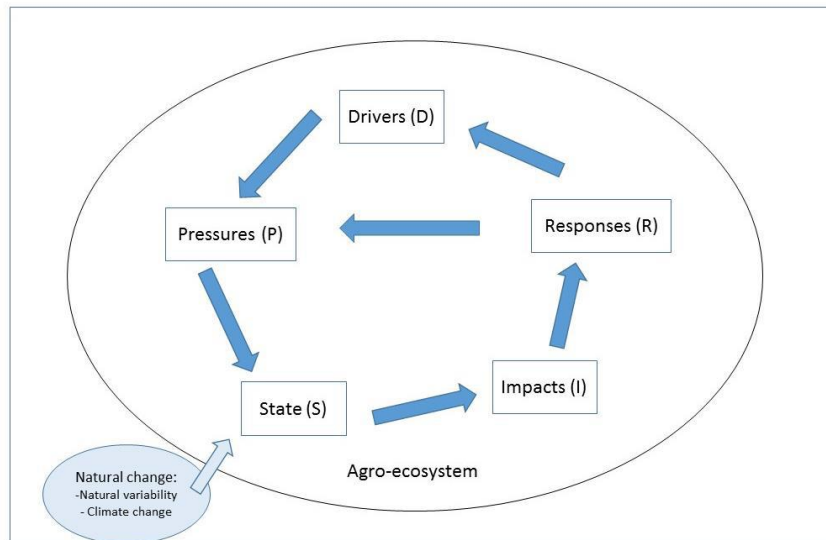 Drivers (D)
Pressures (P)
Responses (R)
State (S)
Impacts (I)
Agro-ecosystem
Natural change:
-Natural variability
- Climate change